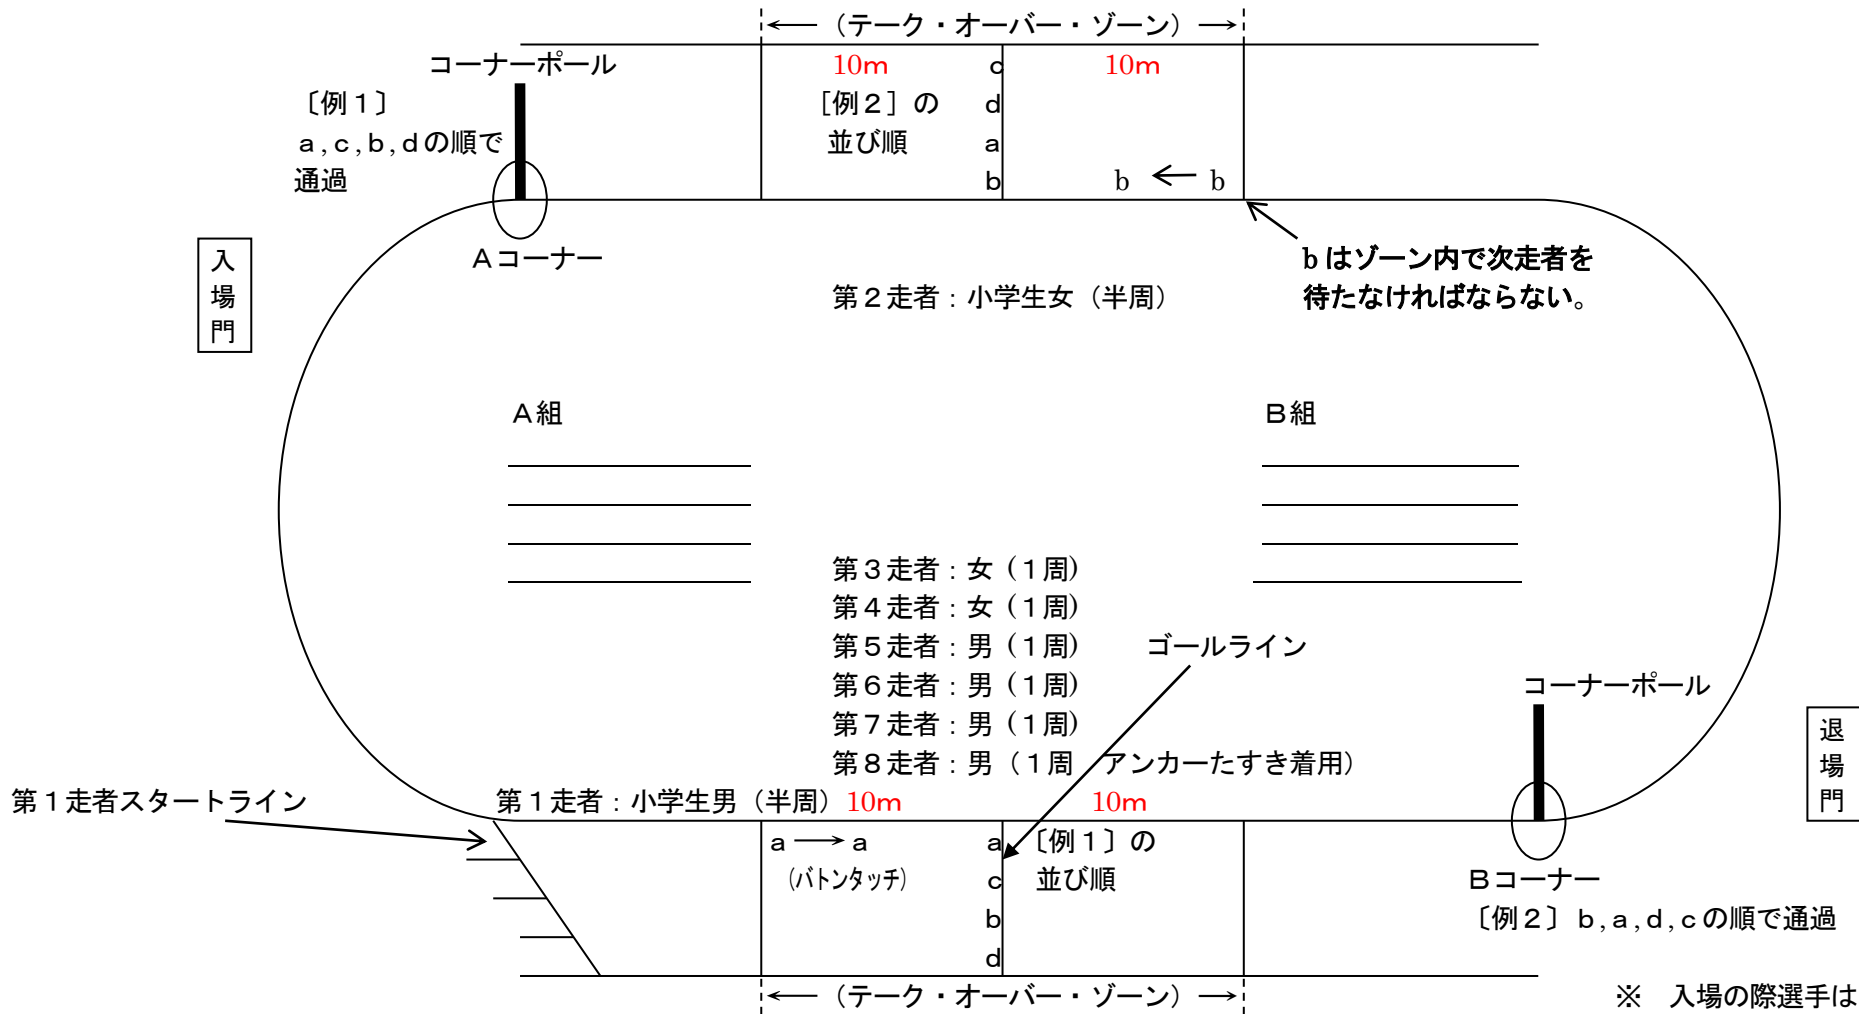 ←― （テーク・オーバー・ゾーン） ―→
コーナーポール
10ｍ
ｃ
10ｍ
〔例１〕
［例２］の
ｄ
ａ,ｃ,ｂ,ｄの順で
並び順
ａ
通過
ｂ
b ← b
入場門
Ａコーナー
b はゾーン内で次走者を
待たなければならない。
第２走者：小学生女（半周）
Ａ組
Ｂ組
第３走者：女（１周）
第４走者：女（１周）
第５走者：男（１周）
ゴールライン
第６走者：男（１周）
コーナーポール
第７走者：男（１周）
第８走者：男（１周　アンカーたすき着用）
退場門
第１走者スタートライン
第１走者：小学生男（半周）
10ｍ
10ｍ
ａ ―→ ａ
ａ
〔例１〕の
（バトンタッチ）
ｃ
並び順
Ｂコーナー
ｂ
〔例２〕ｂ,ａ,ｄ,ｃの順で通過
ｄ
←― （テーク・オーバー・ゾーン） ―→
※　入場の際選手は